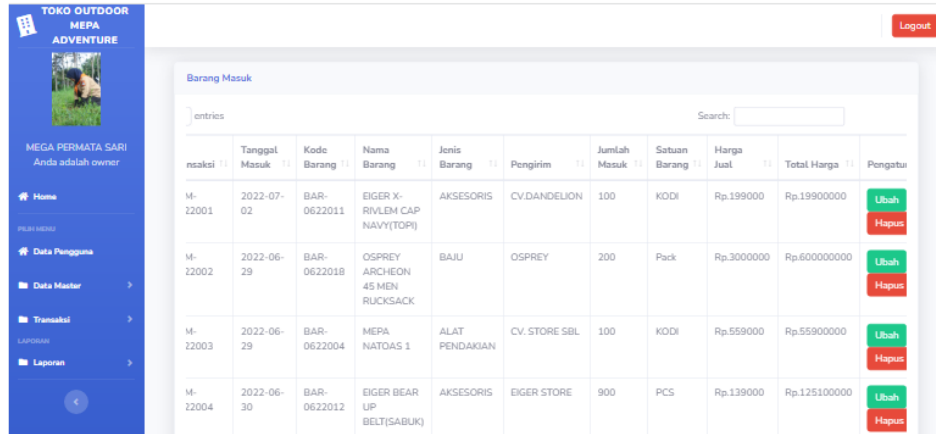 TOKO OUTDOOR
MEPA
ADVENTURE
Logout
MEGA PERMATA SARI
Anda adalah owner
Home
PILIH MENU
Data Pengguna
Data Master
Transaksi
LAPORAN
Laporan
Barang Masuk
entries
Search:
nsaksi
Tanggal
Masuk
Kode
Barang
Nama
Barang
Jenis
Barang
Pengirim
Jumlah
Masuk
Satuan
Barang
Harga
Jual
Total Harga
Pengatu
M-
22001
2022-07-
02
BAR-
0622011
EIGER X-
RIVLEM CAP
NAVY(TOPI)
AKSESORIS
CV.DANDELION
100
KODI
Rp.199000
Rp.19900000
Ubah
Hapus
M-
22002
2022-06-
29
BAR-
0622018
OSPREY
ARCHEON
45 MEN
RUCKSACK
BAJU
OSPREY
200
Pack
Rp.3000000
Rp.600000000
Ubah
Hapus
M-
22003
2022-06-
29
BAR-
0622004
MEPA
NATOAS 1
ALAT
PENDAKIAN
CV. STORE SBL
100
KODI
Rp.559000
Rp.55900000
Ubah
Hapus
M-
22004
2022-06-
30
BAR-
0622012
EIGER BEAR
UP
BELT(SABUK)
AKSESORIS
EIGER STORE
900
PCS
Rp.139000
Rp.125100000
Ubah
Hapus